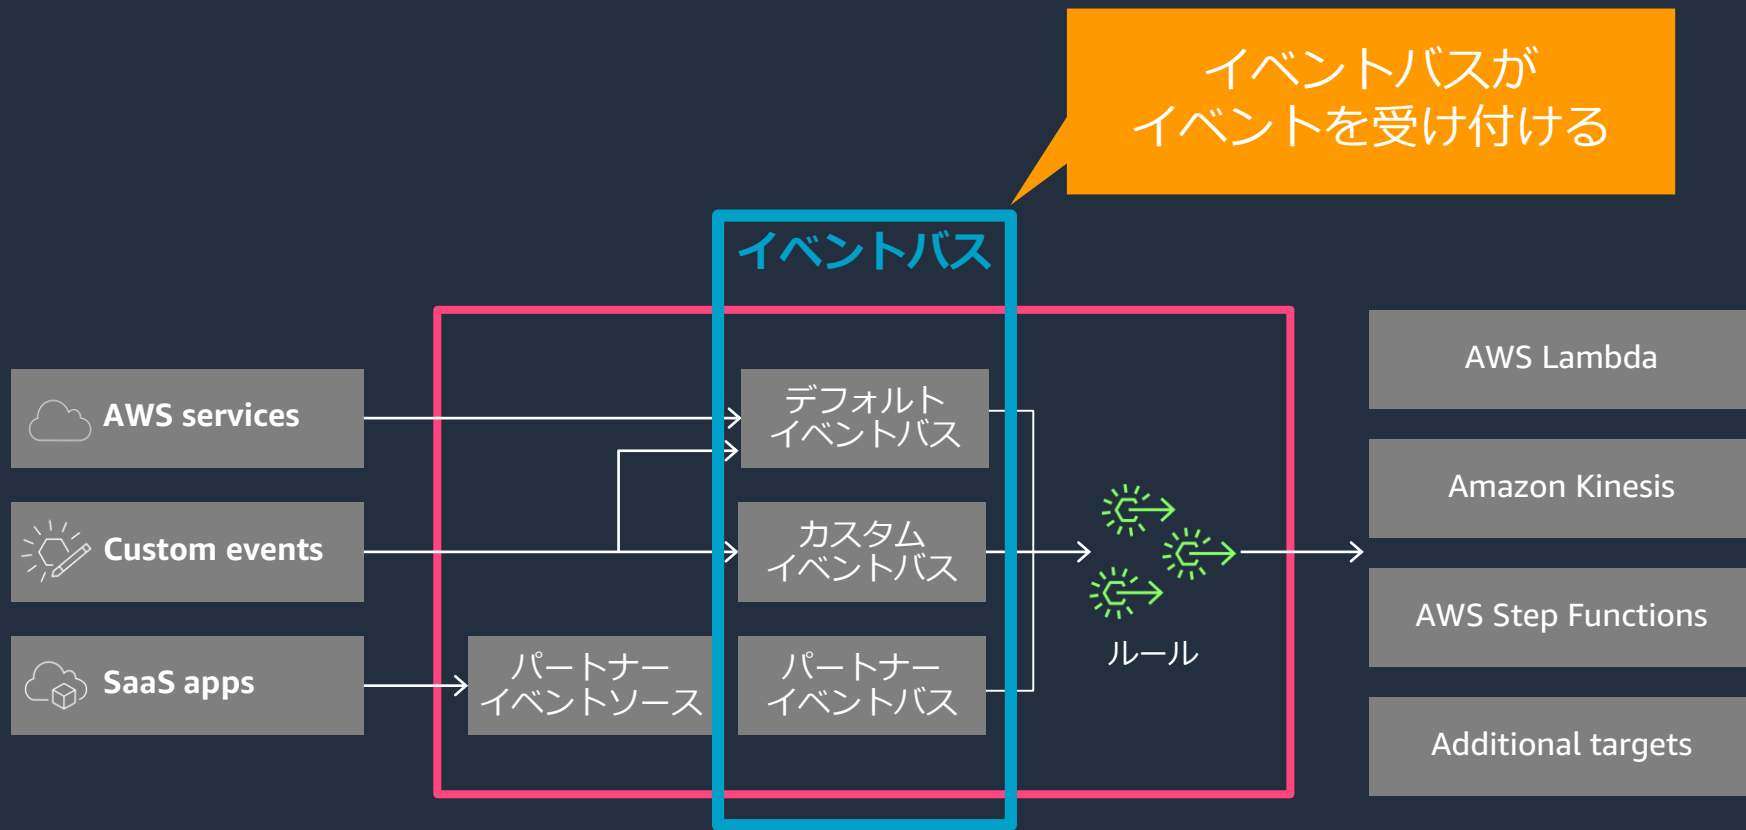 イベントバスが
イベントを受け付ける
イベントバス
AWS services
デフォルト
イベントバス
Custom events
カスタム
イベントバス
SaaS apps
パートナー
イベントソース
パートナー
イベントバス
ルール
AWS Lambda
Amazon Kinesis
AWS Step Functions
Additional targets